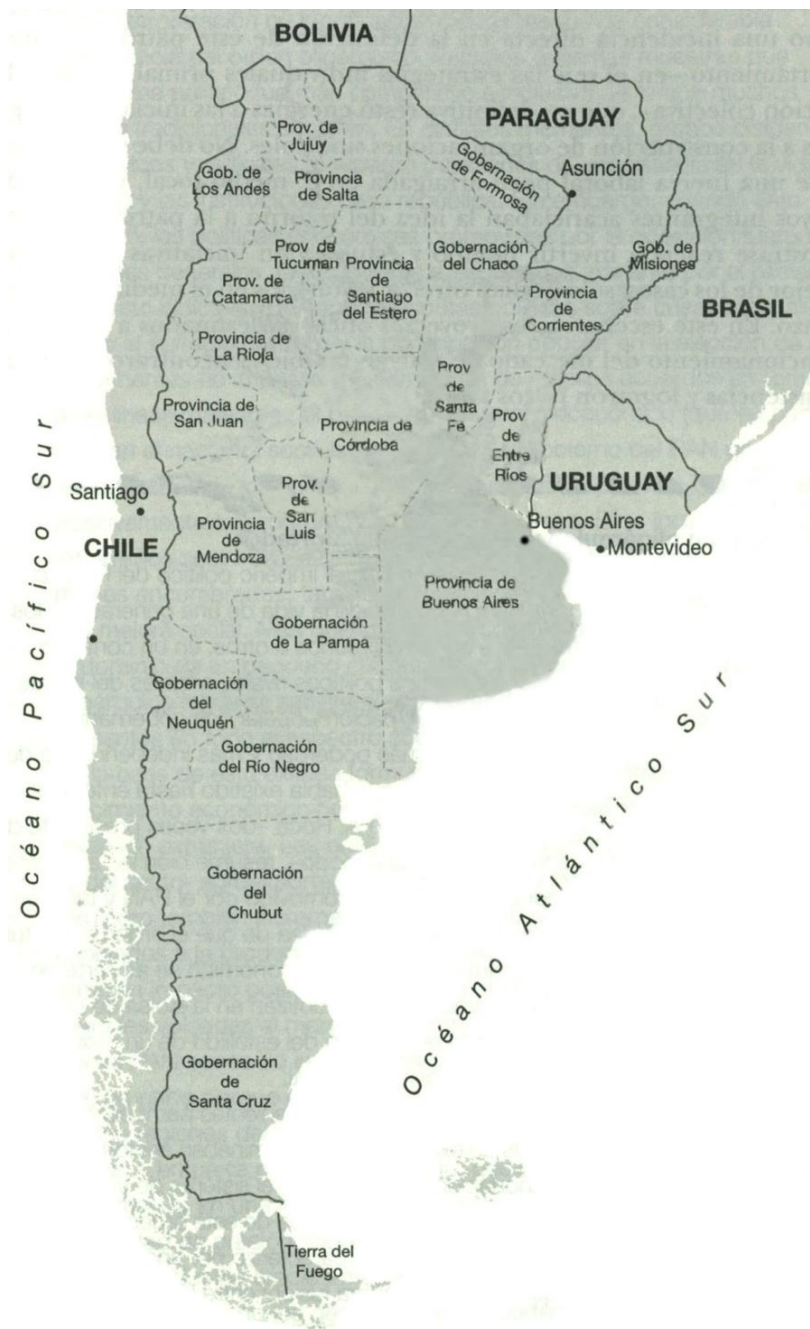 BOLIVIA
PARAGUAY
Prov. de
Jujuy
Gobernación
de Formosa
Asunción
Gob. de
Los Andes
Provincia
de Salta
Prov de
Tucuman
Provincia
de
Santiago
del Estero
Gobernación
del Chaco
Gob. de
Misiones
Prov. de
Catamarca
Provincia
de
Corrientes
BRASIL
Provincia de
La Rioja
Prov
de
Santa
Fé
Provincia de
San Juan
Provincia de
Córdoba
Prov
de
Entre
Ríos
URUGUAY
Santiago
Prov.
de
San
Luis
CHILE
Provincia
de
Mendoza
Buenos Aires
Montevideo
Provincia de
Buenos Aires
Gobernación
de La Pampa
Gobernación
del
Neuquén
Gobernación
del Río Negro
Océano Pacífico Sur
Océano Atlántico Sur
Gobernación
del
Chubut
Gobernación
de
Santa Cruz
Tierra del
Fuego